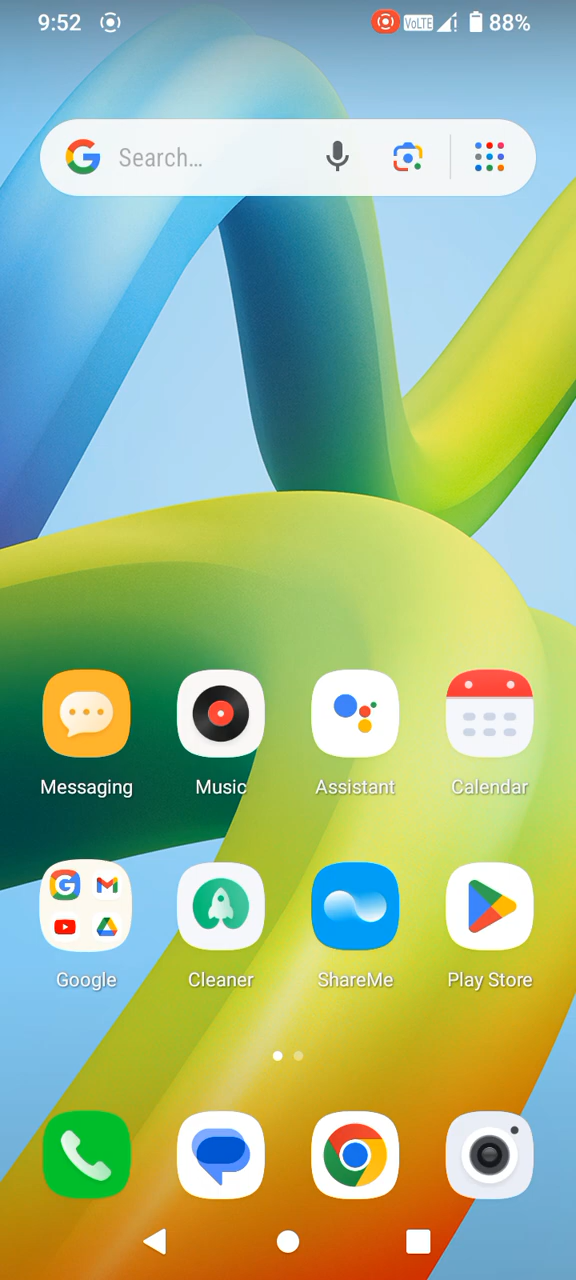 9:52 VoLTE 88%
Search...
Messaging Music Assistant Calendar
Google Cleaner ShareMe Play Store